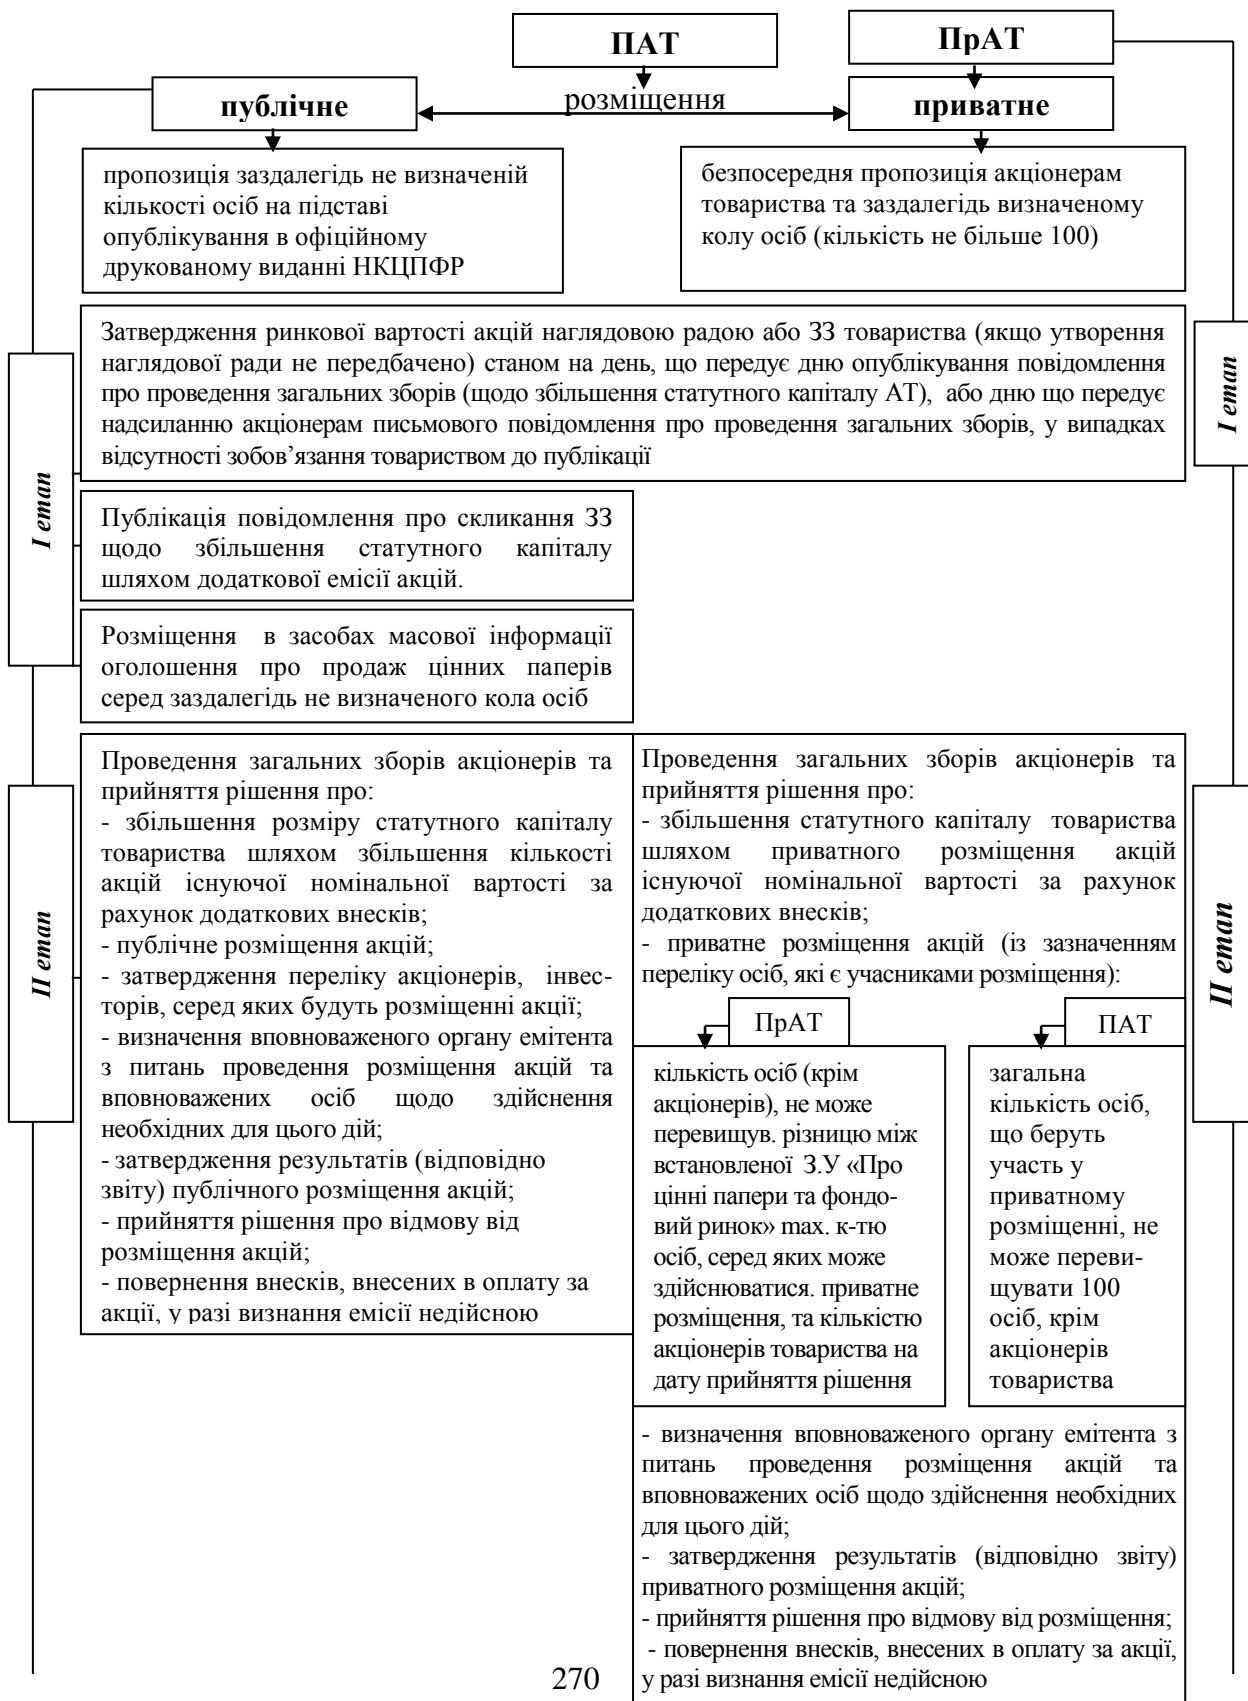 ПАТ
ПрАТ
публічне
розміщення
приватне
пропозиція заздалегідь не визначеній
кількості осіб на підставі
опублікування в офіційному
друкованому виданні НКЦПФР
безпосередня пропозиція акціонерам
товариства та заздалегідь визначеному
колу осіб (кількість не більше 100)
Затвердження ринкової вартості акцій наглядовою радою або ЗЗ товариства (якщо утворення
наглядової ради не передбачено) станом на день, що передує дню опублікування повідомлення
про проведення загальних зборів (щодо збільшення статутного капіталу АТ), або дню що передує
надсиланню акціонерам письмового повідомлення про проведення загальних зборів, у випадках
відсутності зобов’язання товариством до публікації
І етап
І етап
Публікація повідомлення про скликання ЗЗ
щодо збільшення статутного капіталу
шляхом додаткової емісії акцій.
Розміщення в засобах масової інформації
оголошення про продаж цінних паперів
серед заздалегідь не визначеного кола осіб
ІІ етап
Проведення загальних зборів акціонерів та
прийняття рішення про:
- збільшення розміру статутного капіталу
товариства шляхом збільшення кількості
акцій існуючої номінальної вартості за
рахунок додаткових внесків;
- публічне розміщення акцій;
- затвердження переліку акціонерів, інвес-
торів, серед яких будуть розміщенні акції;
- визначення вповноваженого органу емітента
з питань проведення розміщення акцій та
вповноважених осіб щодо здійснення
необхідних для цього дій;
- затвердження результатів (відповідно
звіту) публічного розміщення акцій;
- прийняття рішення про відмову від
розміщення акцій;
- повернення внесків, внесених в оплату за
акції, у разі визнання емісії недійсною
Проведення загальних зборів акціонерів та
прийняття рішення про:
- збільшення статутного капіталу товариства
шляхом приватного розміщення акцій
існуючої номінальної вартості за рахунок
додаткових внесків;
- приватне розміщення акцій (із зазначенням
переліку осіб, які є учасниками розміщення):
ІІ етап
ПрАТ
кількість осіб (крім
акціонерів), не може
перевищув. різницю між
встановленої З.У «Про
цінні папери та фондо-
вий ринок» max. к-тю
осіб, серед яких може
здійснюватися. приватне
розміщення, та кількістю
акціонерів товариства на
дату прийняття рішення
ПАТ
загальна
кількість осіб,
що беруть
участь у
приватному
розміщенні, не
може переви-
щувати 100
осіб, крім
акціонерів
товариства
- визначення вповноваженого органу емітента з
питань проведення розміщення акцій та
вповноважених осіб щодо здійснення необхідних
для цього дій;
- затвердження результатів (відповідно звіту)
приватного розміщення акцій;
- прийняття рішення про відмову від розміщення;
- повернення внесків, внесених в оплату за акції,
у разі визнання емісії недійсною
270